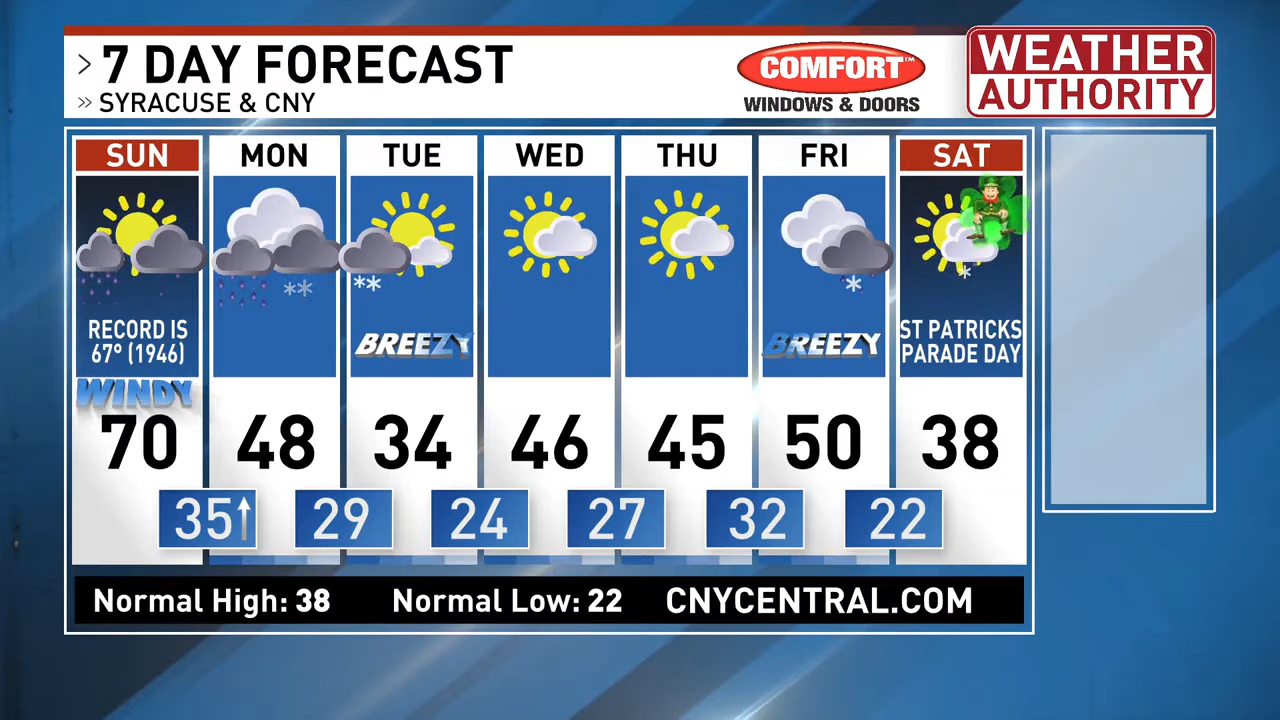 > 7 DAY FORECAST
» SYRACUSE & CNY
COMFORT™
WINDOWS & DOORS
WEATHER
AUTHORITY
SUN MON TUE WED THU FRI SAT
RECORD IS
67° (1946)
WINDY
BREEZY
BREEZY
ST PATRICKS
PARADE DAY
70 48 34 46 45 50 38
35↑ 29 24 27 32 22
Normal High: 38 Normal Low: 22 CNYCENTRAL.COM